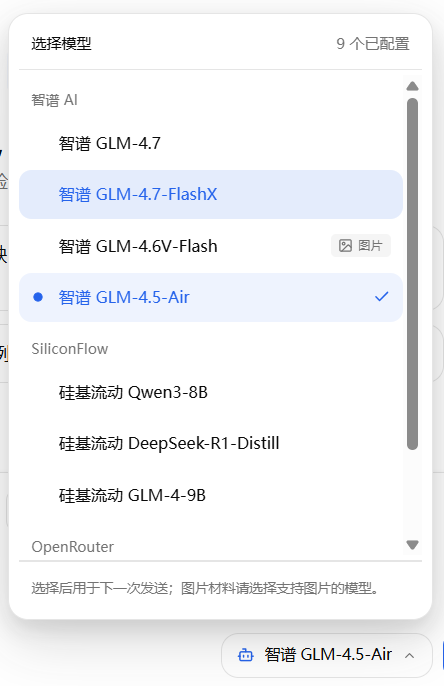 选择模型 9 个已配置
智谱 AI
智谱 GLM-4.7
智谱 GLM-4.7-FlashX
智谱 GLM-4.6V-Flash 图片
智谱 GLM-4.5-Air
SiliconFlow
硅基流动 Qwen3-8B
硅基流动 DeepSeek-R1-Distill
硅基流动 GLM-4-9B
OpenRouter
选择后用于下一次发送；图片材料请选择支持图片的模型。
智谱 GLM-4.5-Air